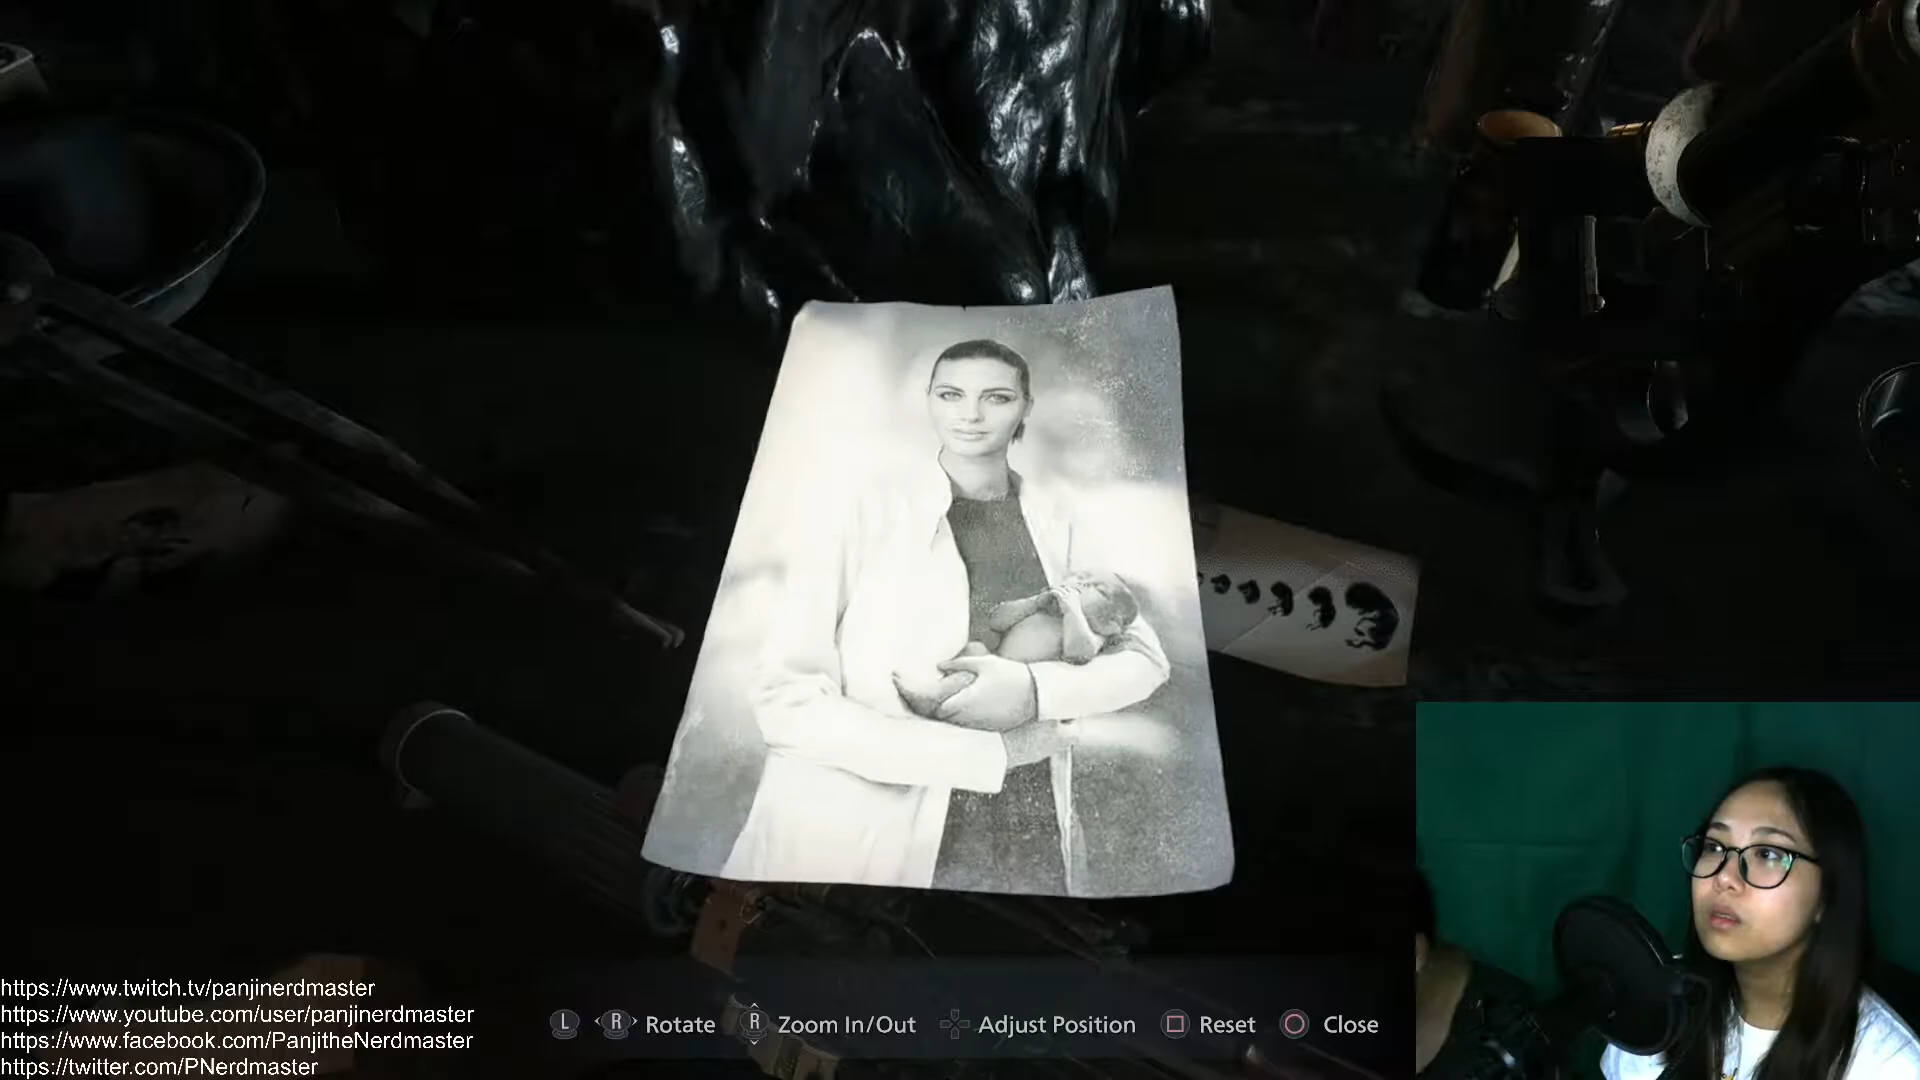 https://www.twitch.tv/panjinerdmaster
https://www.youtube.com/user/panjinerdmaster
https://www.facebook.com/PanjitheNerdmaster
https://twitter.com/PNerdmaster
L R Rotate R Zoom In/Out Adjust Position Reset Close